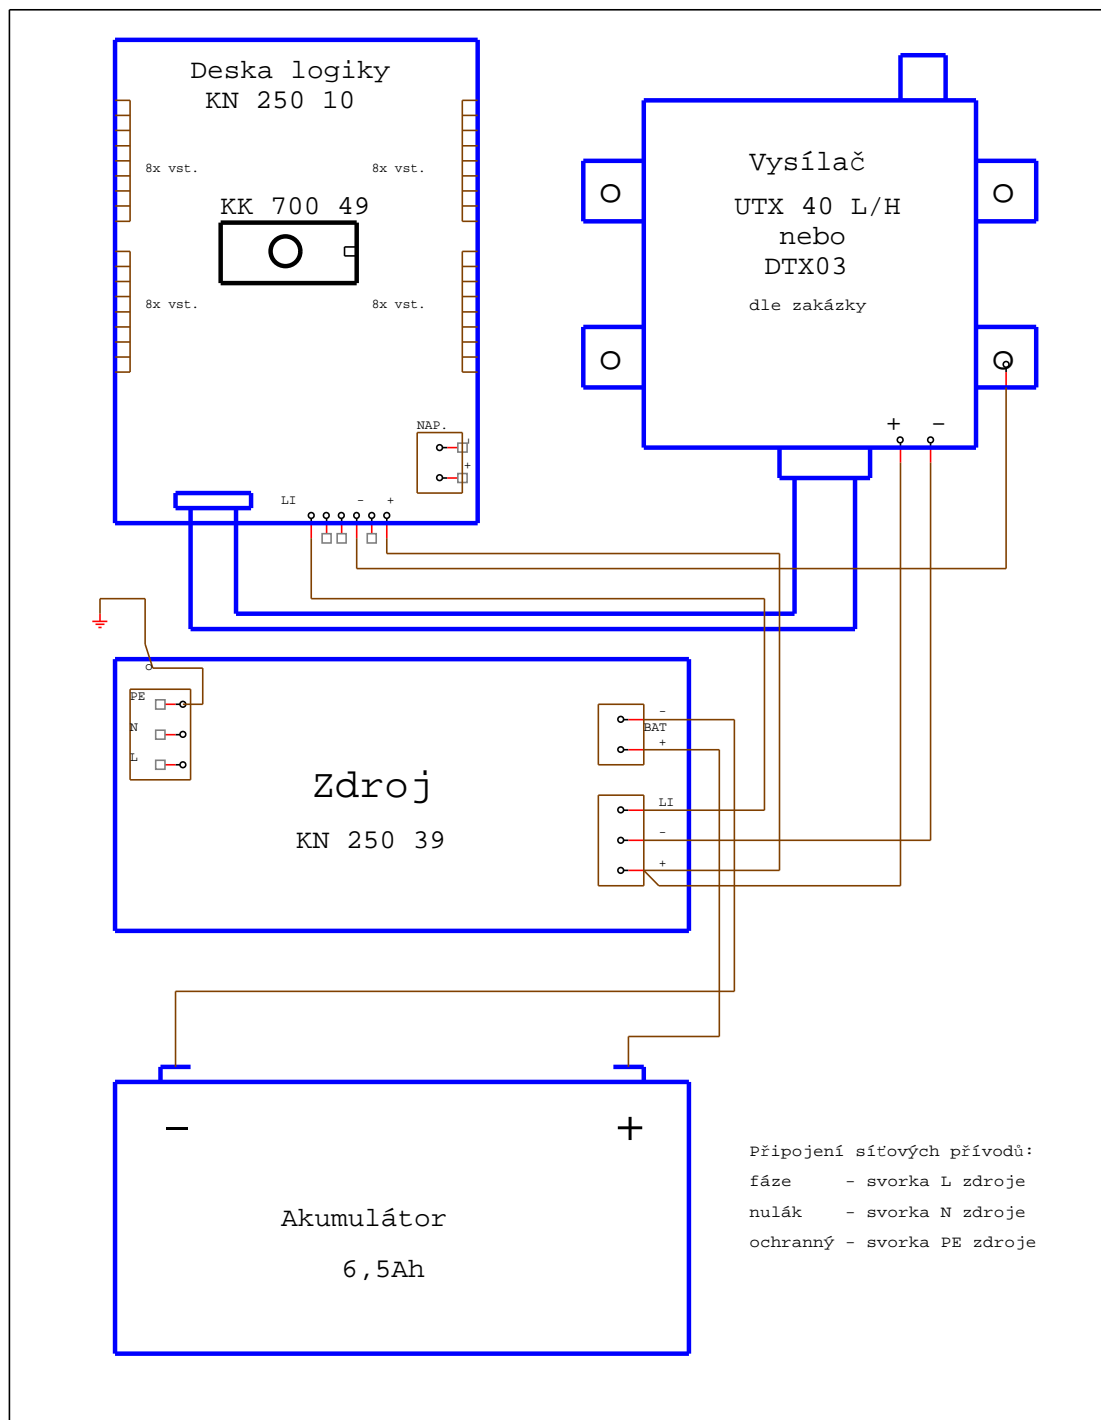 Deska logiky
KN 250 10
8x vst.
8x vst.
KK 700 49
8x vst.
8x vst.
NAP.
+
LI
-
+
Vysílač
UTX 40 L/H
nebo
DTX03
dle zakázky
+
-
PE
N
L
Zdroj
KN 250 39
-
BAT
+
LI
-
+
-
+
Akumulátor
6,5Ah
Připojení síťových přívodů:
fáze - svorka L zdroje
nulák - svorka N zdroje
ochranný - svorka PE zdroje